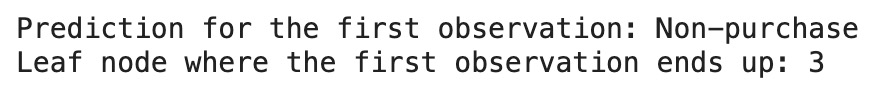 Prediction for the first observation: Non-purchase
Leaf node where the first observation ends up: 3